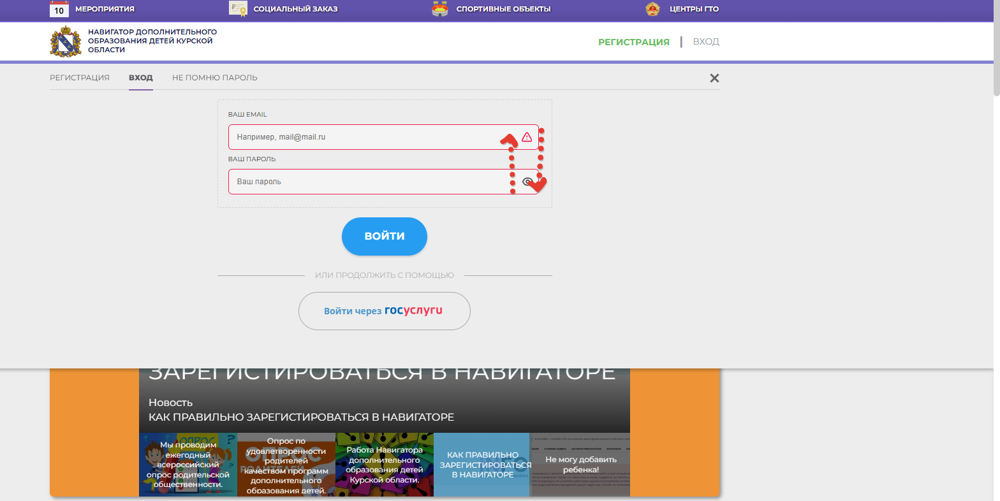 10 МЕРОПРИЯТИЯ СОЦИАЛЬНЫЙ ЗАКАЗ СПОРТИВНЫЕ ОБЪЕКТЫ ЦЕНТРЫ ГТО
НАВИГАТОР ДОПОЛНИТЕЛЬНОГО
ОБРАЗОВАНИЯ ДЕТЕЙ КУРСКОЙ
ОБЛАСТИ
РЕГИСТРАЦИЯ | ВХОД
РЕГИСТРАЦИЯ ВХОД НЕ ПОМНЮ ПАРОЛЬ
ВАШ EMAIL
Например, mail@mail.ru
ВАШ ПАРОЛЬ
Ваш пароль
ВОЙТИ
ИЛИ ПРОДОЛЖИТЬ С ПОМОЩЬЮ
Войти через госуслуги
ЗАРЕГИСТИРОВАТЬСЯ В НАВИГАТОРЕ
Новость
КАК ПРАВИЛЬНО ЗАРЕГИСТИРОВАТЬСЯ В НАВИГАТОРЕ
Мы проводим
ежегодный
всероссийский
опрос родительской
общественности.
Опрос по
удовлетворенности
родителей
качеством программ
дополнительного
образования детей.
Работа Навигатора
дополнительного
образования детей
Курской области.
КАК ПРАВИЛЬНО
ЗАРЕГИСТИРОВАТЬСЯ
В НАВИГАТОРЕ
Не могу добавить
ребенка!